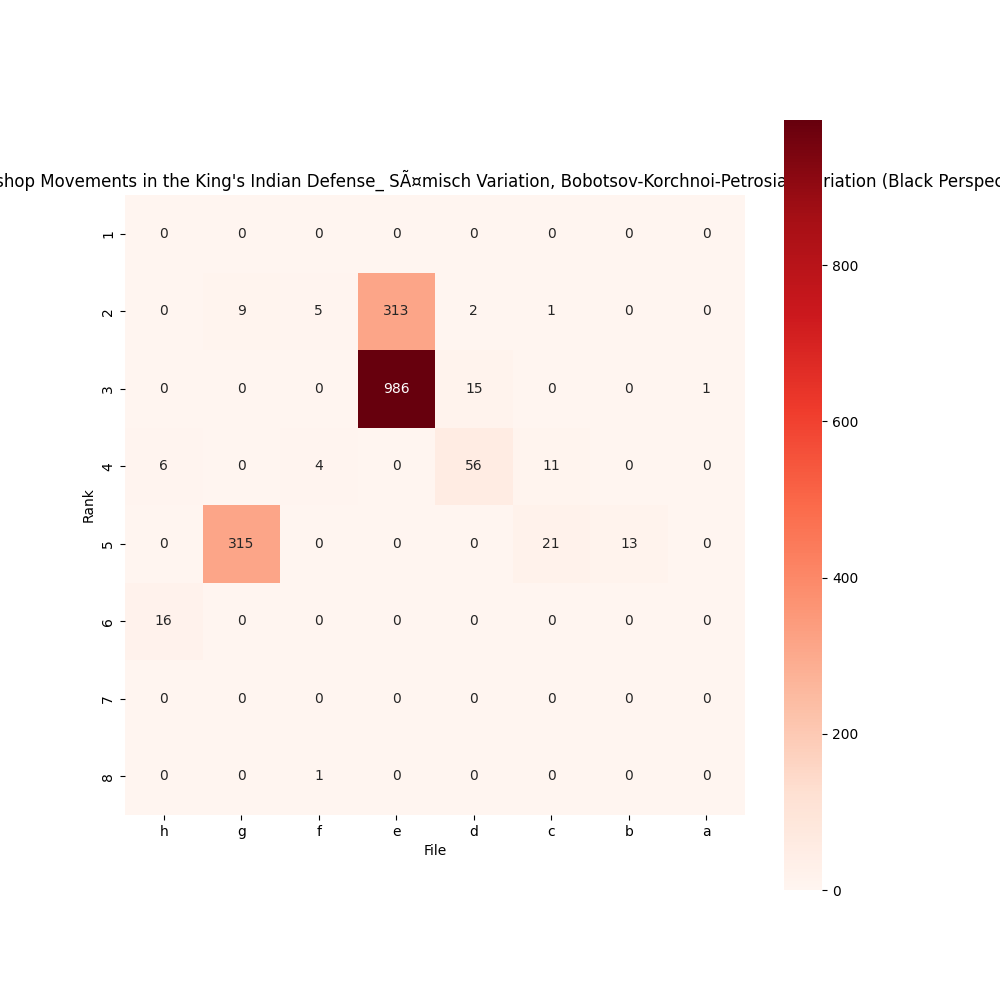 shop Movements in the King's Indian Defense_ SÃ¤misch Variation, Bobotsov-Korchnoi-Petrosia riation (Black Perspec
800
600
400
200
0
Rank
1 0 0 0 0 0 0 0 0
2 0 9 5 313 2 1 0 0
3 0 0 0 986 15 0 0 1
4 6 0 4 0 56 11 0 0
5 0 315 0 0 0 21 13 0
6 16 0 0 0 0 0 0 0
7 0 0 0 0 0 0 0 0
8 0 0 1 0 0 0 0 0
h g f e d c b a
File